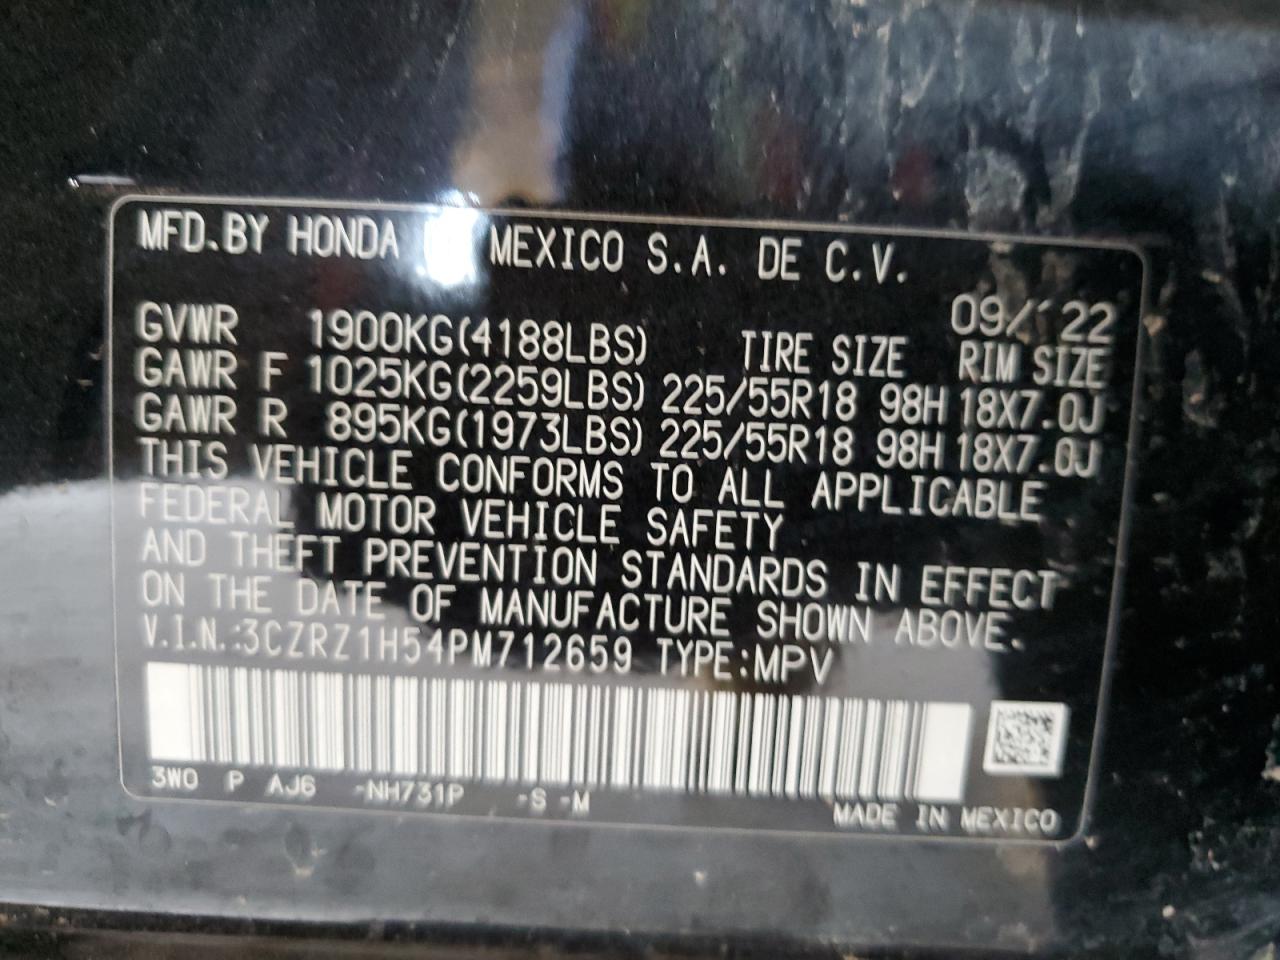 MFD.BY HONDA MEXICO S.A. DE C.V.
09/ 22
GVWR 1900KG(4188LBS) TIRE SIZE RIM SIZE
GAWR F 1025KG(2259LBS) 225/55R18 98H 18X7.0J
GAWR R 895KG(1973LBS) 225/55R18 98H 18X7.0J
THIS VEHICLE CONFORMS TO ALL APPLICABLE
FEDERAL MOTOR VEHICLE SAFETY
AND THEFT PREVENTION STANDARDS IN EFFECT
ON THE DATE OF MANUFACTURE SHOWN ABOVE.
V.I.N.:3CZRZ1H54PM712659 TYPE:MPV
3W0 P AJ6 -NH731P -S -M
MADE IN MEXICO